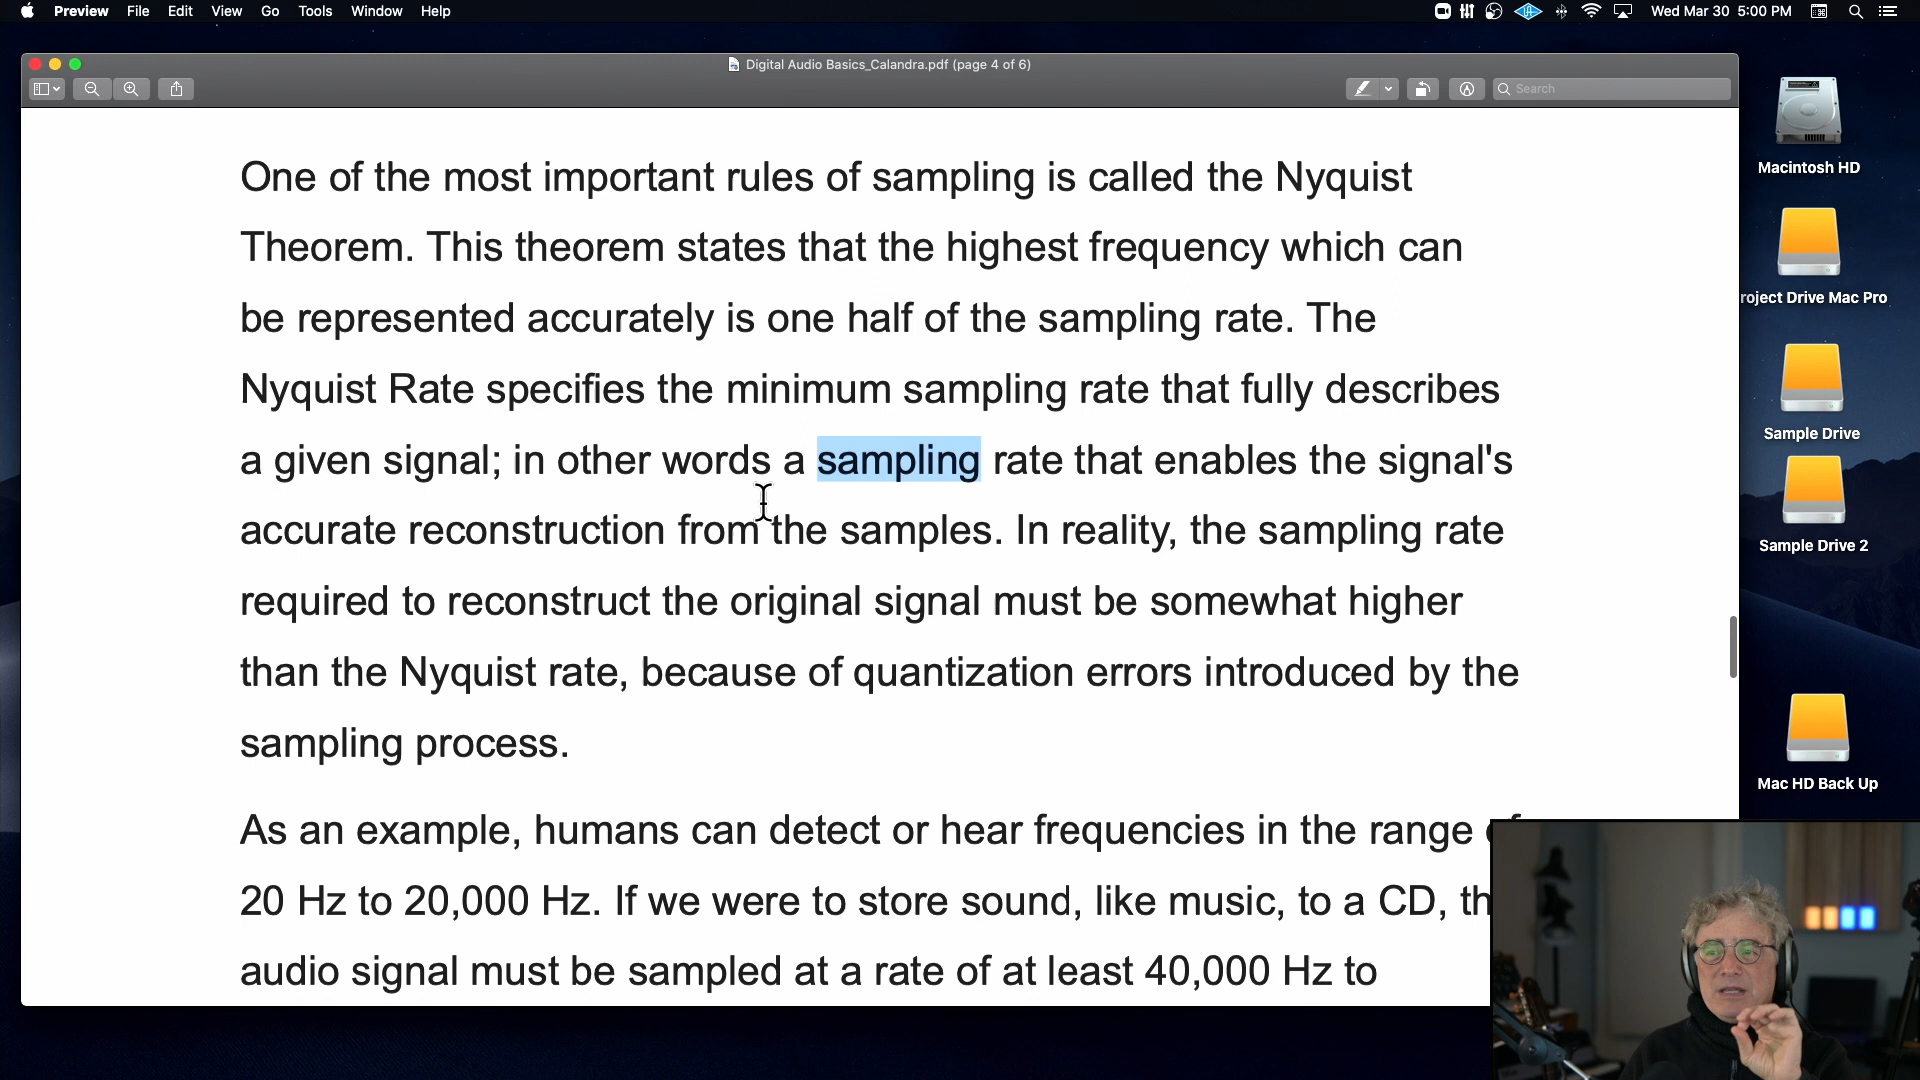 Preview File Edit View Go Tools Window Help
Wed Mar 30 5:00 PM
Digital Audio Basics_Calandra.pdf (page 4 of 6)
Search
One of the most important rules of sampling is called the Nyquist
Theorem. This theorem states that the highest frequency which can
be represented accurately is one half of the sampling rate. The
Nyquist Rate specifies the minimum sampling rate that fully describes
a given signal; in other words a sampling rate that enables the signal's
accurate reconstruction from the samples. In reality, the sampling rate
required to reconstruct the original signal must be somewhat higher
than the Nyquist rate, because of quantization errors introduced by the
sampling process.
As an example, humans can detect or hear frequencies in the range of
20 Hz to 20,000 Hz. If we were to store sound, like music, to a CD, th
audio signal must be sampled at a rate of at least 40,000 Hz to
Macintosh HD
roject Drive Mac Pro
Sample Drive
Sample Drive 2
Mac HD Back Up